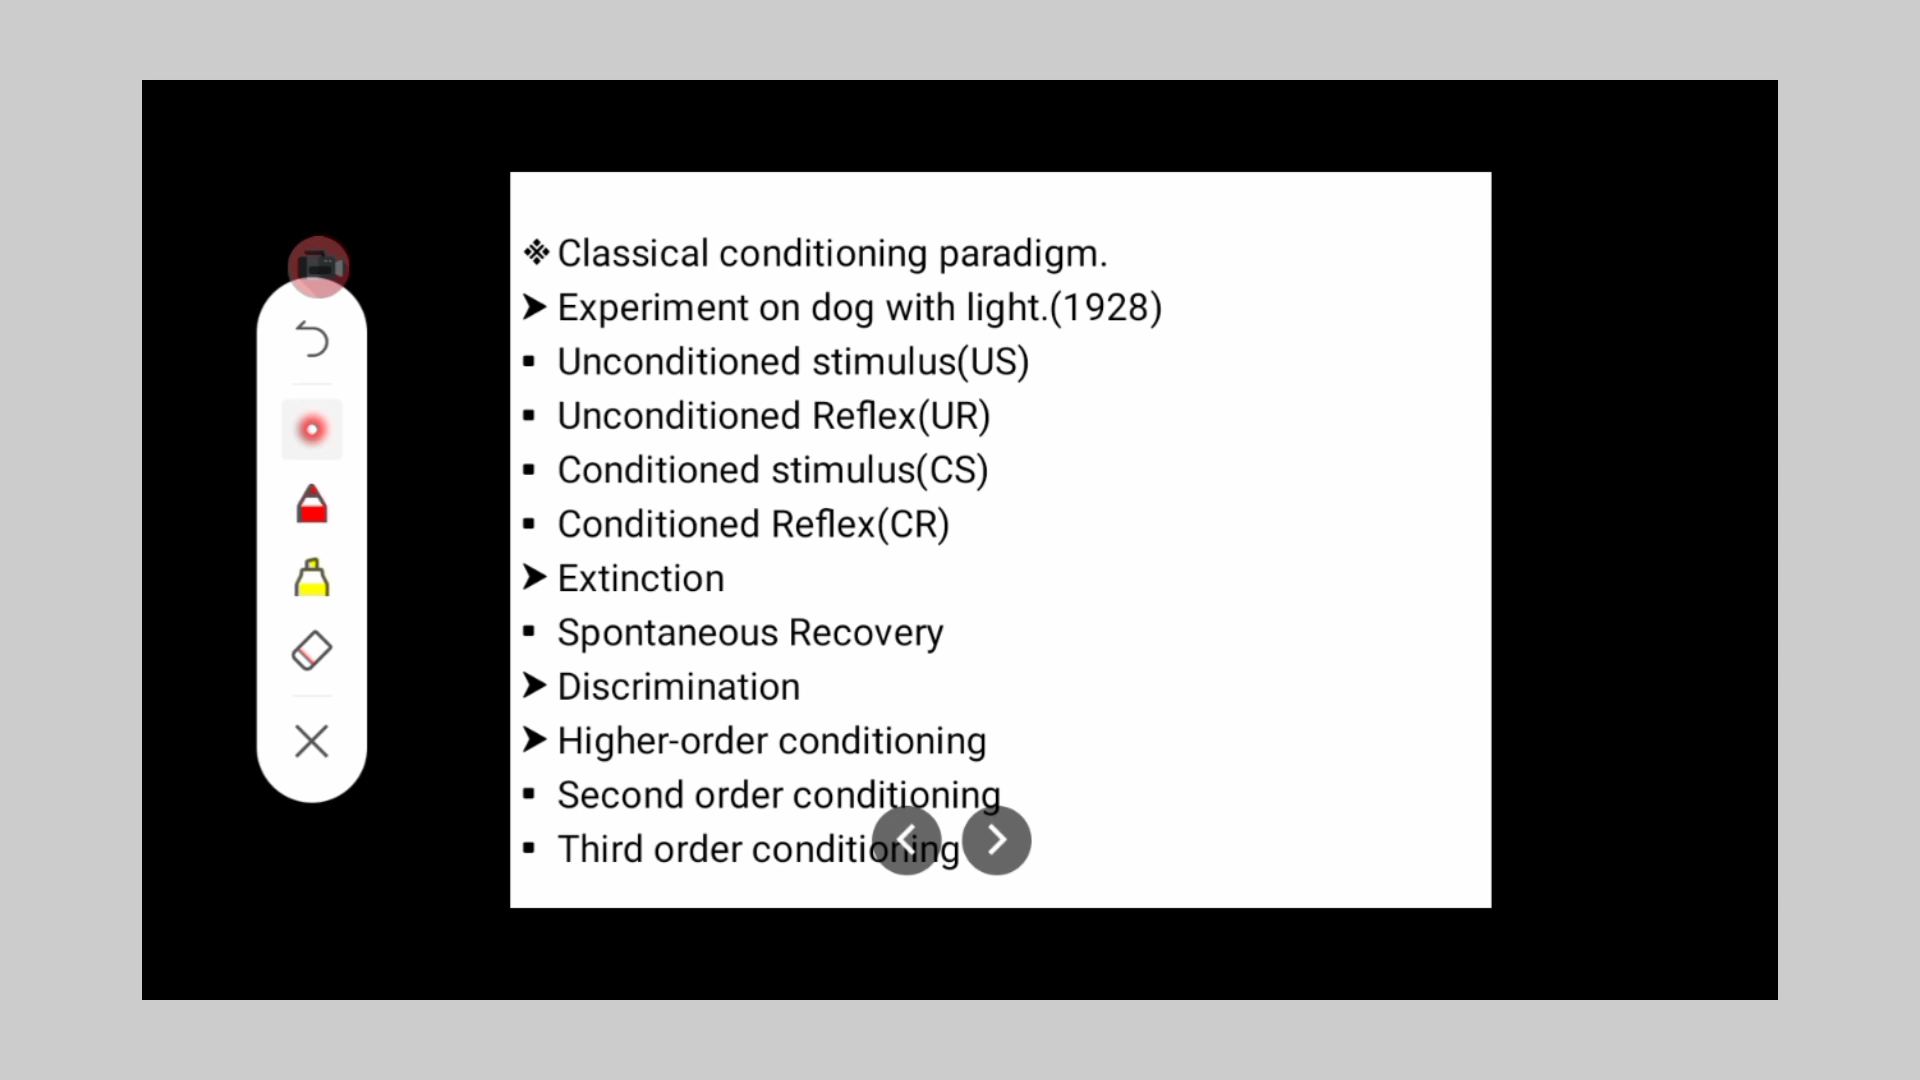 ❖ Classical conditioning paradigm.
➤ Experiment on dog with light.(1928)
▪ Unconditioned stimulus(US)
▪ Unconditioned Reflex(UR)
▪ Conditioned stimulus(CS)
▪ Conditioned Reflex(CR)
➤ Extinction
▪ Spontaneous Recovery
➤ Discrimination
➤ Higher-order conditioning
▪ Second order conditioning
▪ Third order conditioning